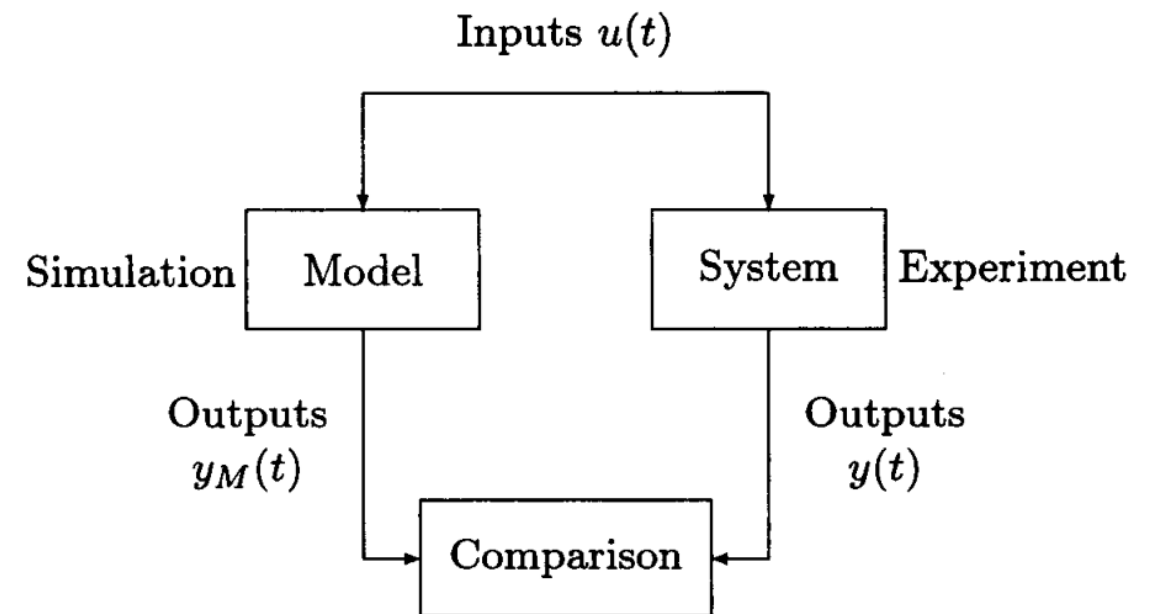 Inputs u(t)
Simulation
Model
System
Experiment
Outputs
y_M(t)
Outputs
y(t)
Comparison